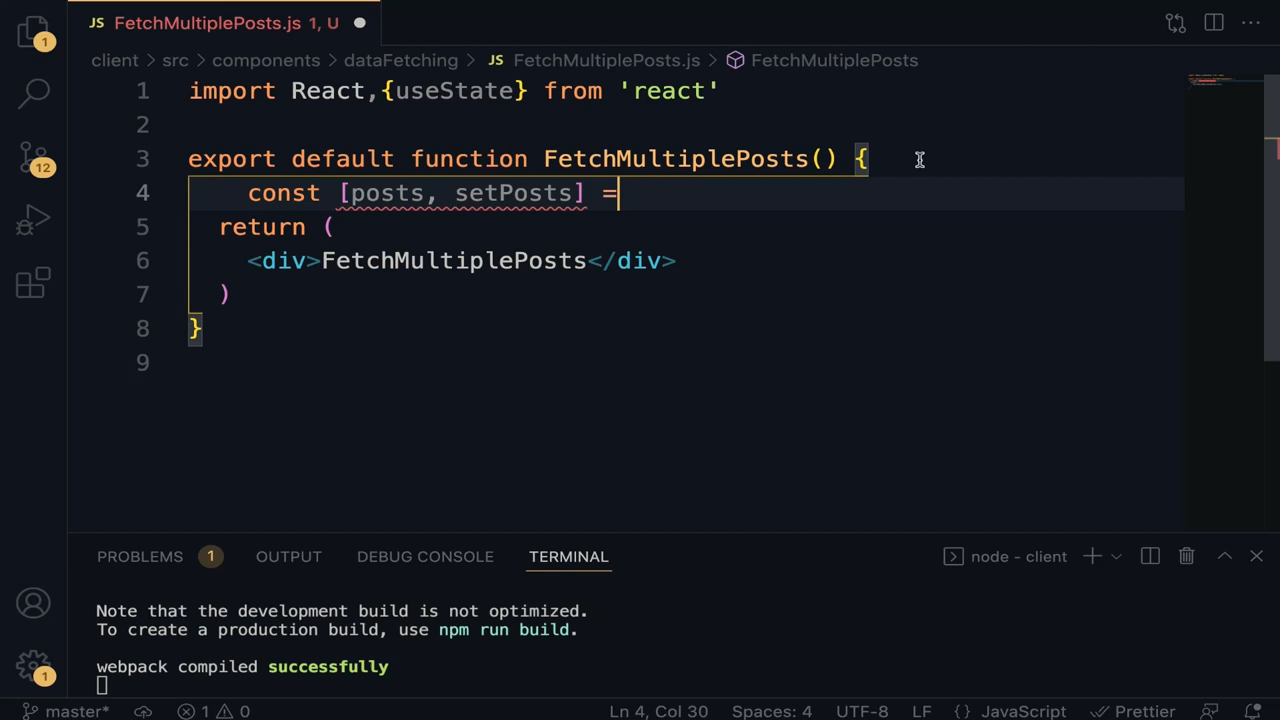 1
JS FetchMultiplePosts.js 1, U
client > src > components > dataFetching > JS FetchMultiplePosts.js > FetchMultiplePosts
1 import React,{useState} from 'react'
2
3 export default function FetchMultiplePosts() {
4 const [posts, setPosts] =
5 return (
6 <div>FetchMultiplePosts</div>
7 )
8 }
9
12
PROBLEMS 1 OUTPUT DEBUG CONSOLE TERMINAL node - client
Note that the development build is not optimized.
To create a production build, use npm run build.
webpack compiled successfully
1
master* 1 0 Ln 4, Col 30 Spaces: 4 UTF-8 LF {} JavaScript Prettier